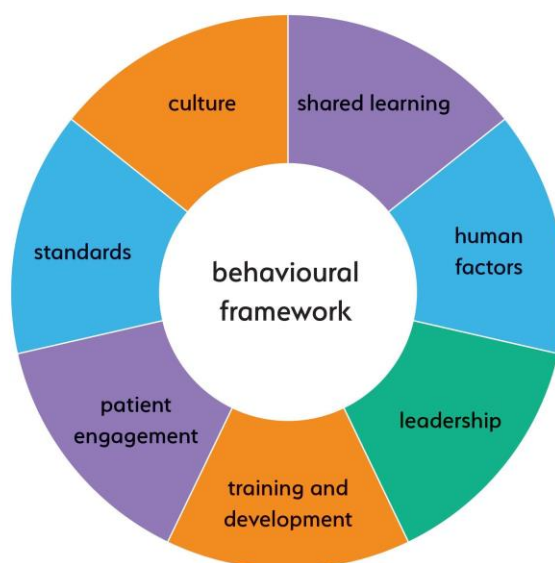 behavioural
framework
shared learning
human
factors
leadership
training and
development
patient
engagement
standards
culture